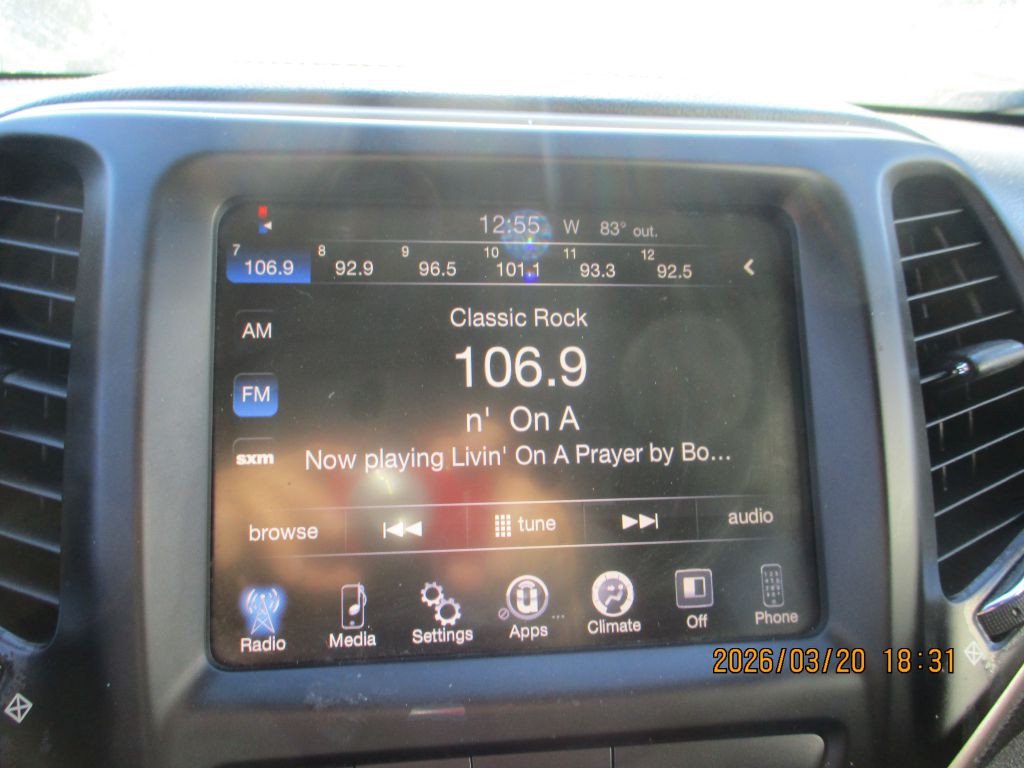 12:55 W 83° out.
7 8 9 10 11 12
106.9 92.9 96.5 101.1 93.3 92.5
AM
Classic Rock
106.9
FM
n' On A
sxm
Now playing Livin' On A Prayer by Bo...
browse tune audio
Radio Media Settings Apps ... Climate Off Phone
2026/03/20 18:31